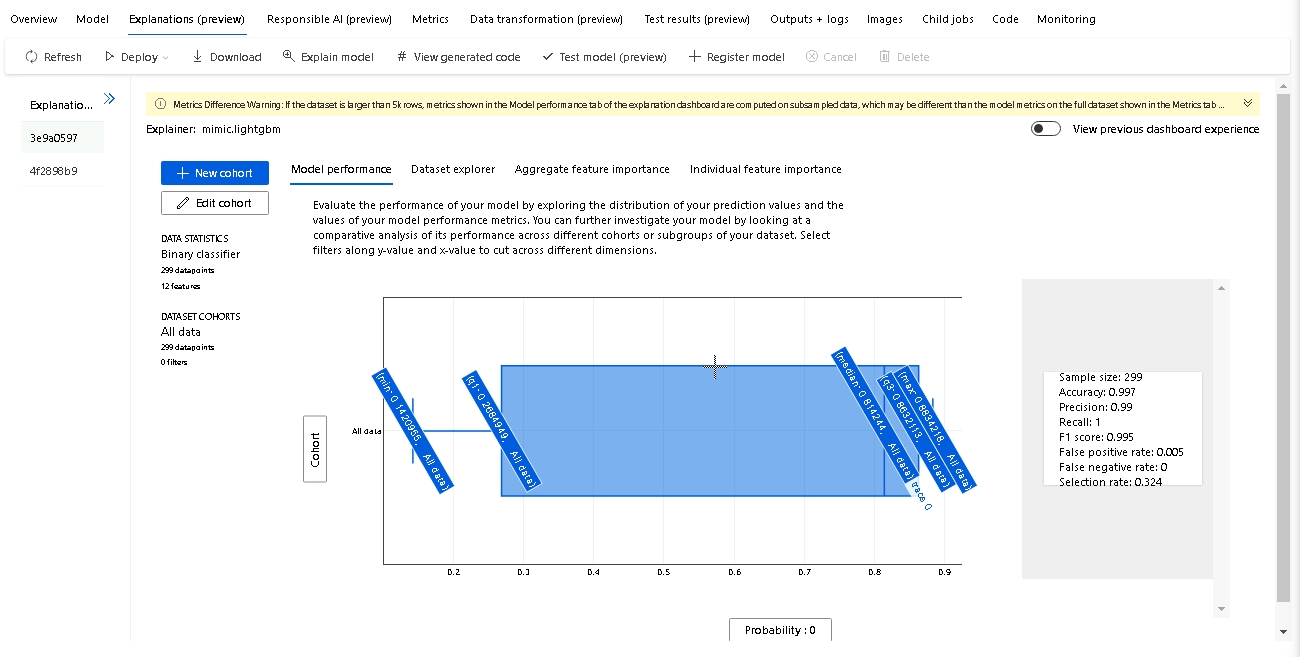 Overview Model Explanations (preview) Responsible AI (preview) Metrics Data transformation (preview) Test results (preview) Outputs + logs Images Child jobs Code Monitoring
Refresh Deploy Download Explain model # View generated code Test model (preview) Register model Cancel Delete
Explanatio...
3e9a0597
4f2898b9
Metrics Difference Warning: If the dataset is larger than 5k rows, metrics shown in the Model performance tab of the explanation dashboard are computed on subsampled data, which may be different than the model metrics on the full dataset shown in the Metrics tab ...
Explainer: mimic.lightgbm
View previous dashboard experience
New cohort
Edit cohort
DATA STATISTICS
Binary classifier
299 datapoints
12 features
DATASET COHORTS
All data
299 datapoints
0 filters
Model performance Dataset explorer Aggregate feature importance Individual feature importance
Evaluate the performance of your model by exploring the distribution of your prediction values and the
values of your model performance metrics. You can further investigate your model by looking at a
comparative analysis of its performance across different cohorts or subgroups of your dataset. Select
filters along y-value and x-value to cut across different dimensions.
Cohort
All data
(min: 0.1420956, All data)
(q1: 0.2684949, All data)
(median: 0.814244, All data)
trace 0
(q3: 0.8632113, All data)
(max: 0.8834218, All data)
0.2 0.3 0.4 0.5 0.6 0.7 0.8 0.9
Probability : 0
Sample size: 299
Accuracy: 0.997
Precision: 0.99
Recall: 1
F1 score: 0.995
False positive rate: 0.005
False negative rate: 0
Selection rate: 0.324